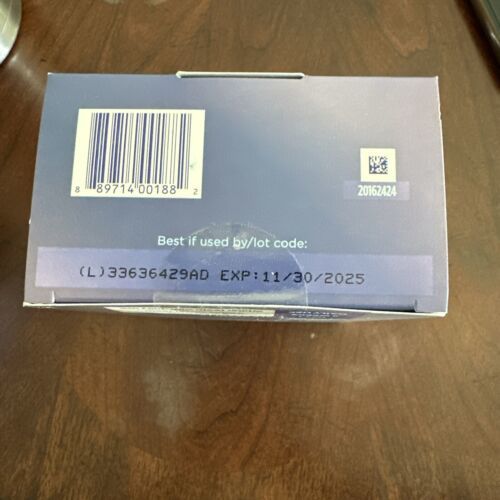 8 89714 00188 2
20162424
Best if used by/lot code:
(L)33636429AD EXP:11/30/2025